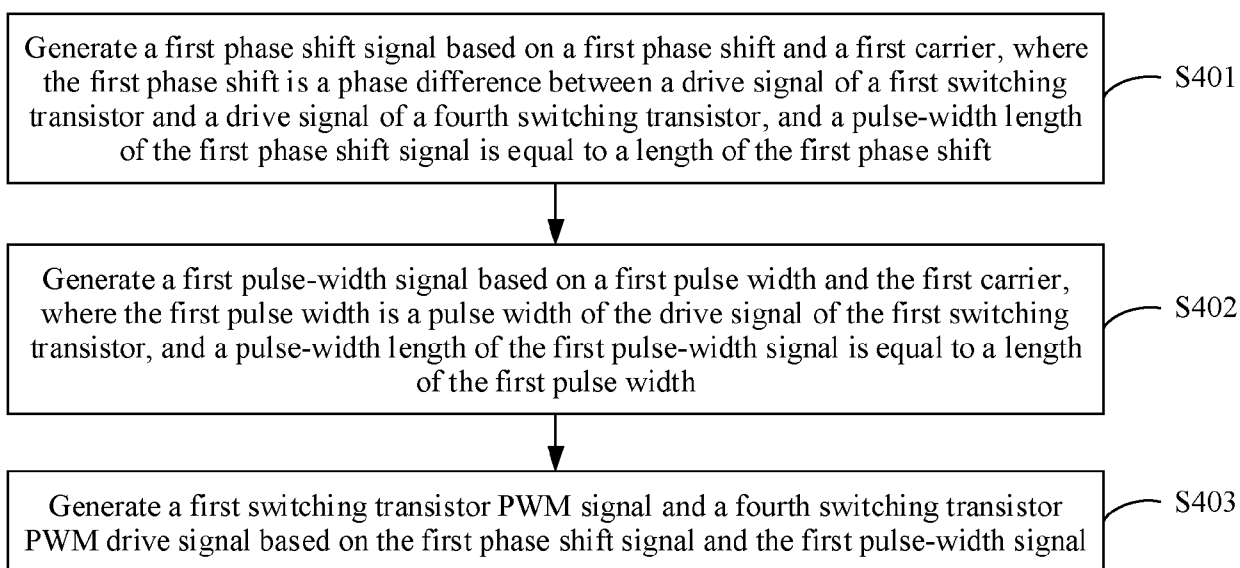 Generate a first phase shift signal based on a first phase shift and a first carrier, where
the first phase shift is a phase difference between a drive signal of a first switching
transistor and a drive signal of a fourth switching transistor, and a pulse-width length
of the first phase shift signal is equal to a length of the first phase shift
S401
Generate a first pulse-width signal based on a first pulse width and the first carrier,
where the first pulse width is a pulse width of the drive signal of the first switching
transistor, and a pulse-width length of the first pulse-width signal is equal to a length
of the first pulse width
S402
Generate a first switching transistor PWM signal and a fourth switching transistor
PWM drive signal based on the first phase shift signal and the first pulse-width signal
S403